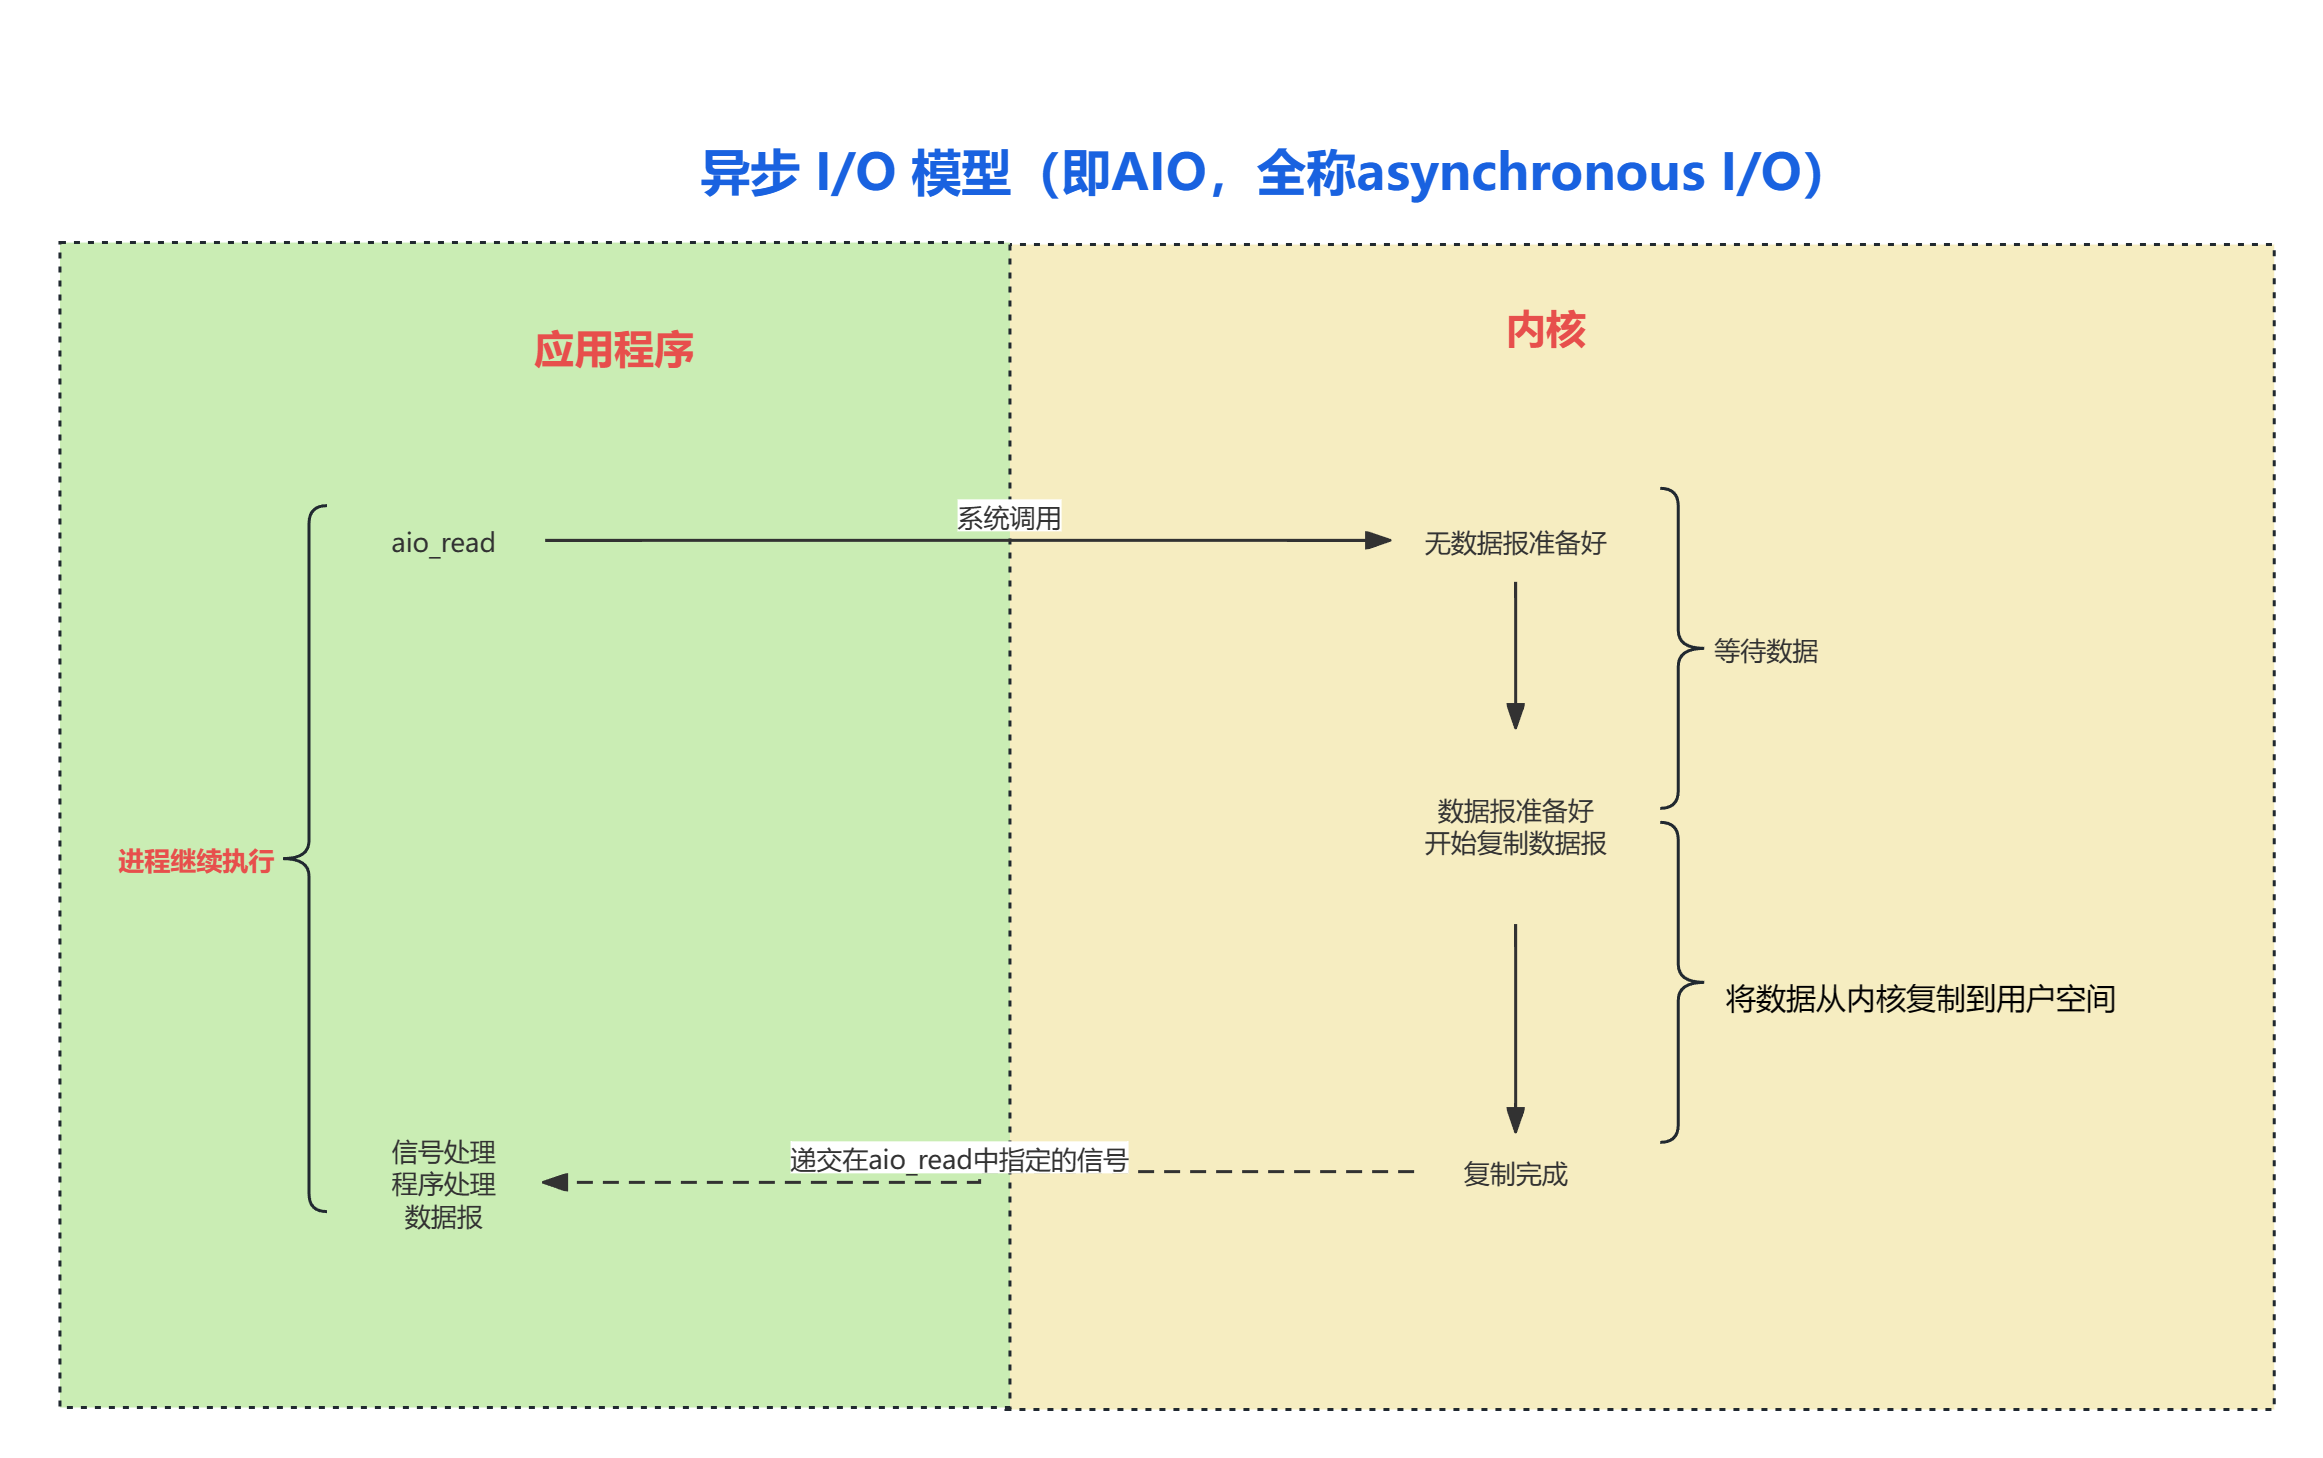 异步 I/O 模型（即AIO，全称asynchronous I/O）
应用程序
内核
系统调用
aio_read
无数据报准备好
等待数据
数据报准备好
开始复制数据报
进程继续执行
将数据从内核复制到用户空间
信号处理
程序处理
数据报
递交在aio_read中指定的信号
复制完成